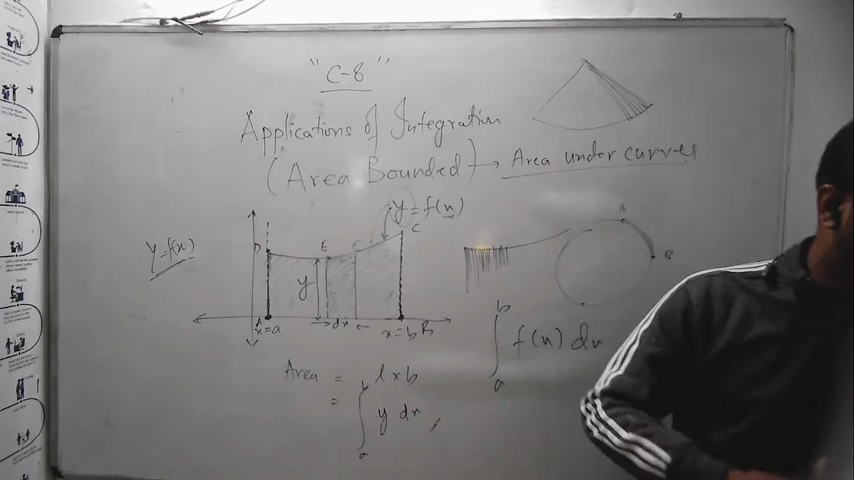 "C-8"
Applications of Integration
(Area Bounded) → Area under curves
y = f(x)
y = f(x)
D
E
F
C
y
A
B
x=a
→ dx ←
x=b
A
B
∫ₐᵇ f(x) dx
Area = l x b
= ∫ₐᵇ y dx